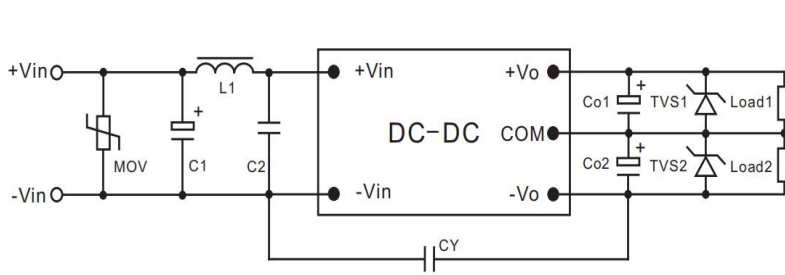 +Vin
L1
+Vin
+Vo
+
MOV
C1
C2
DC-DC
COM
Co1
+
TVS1
Load1
Co2
+
TVS2
Load2
-Vin
-Vin
-Vo
CY